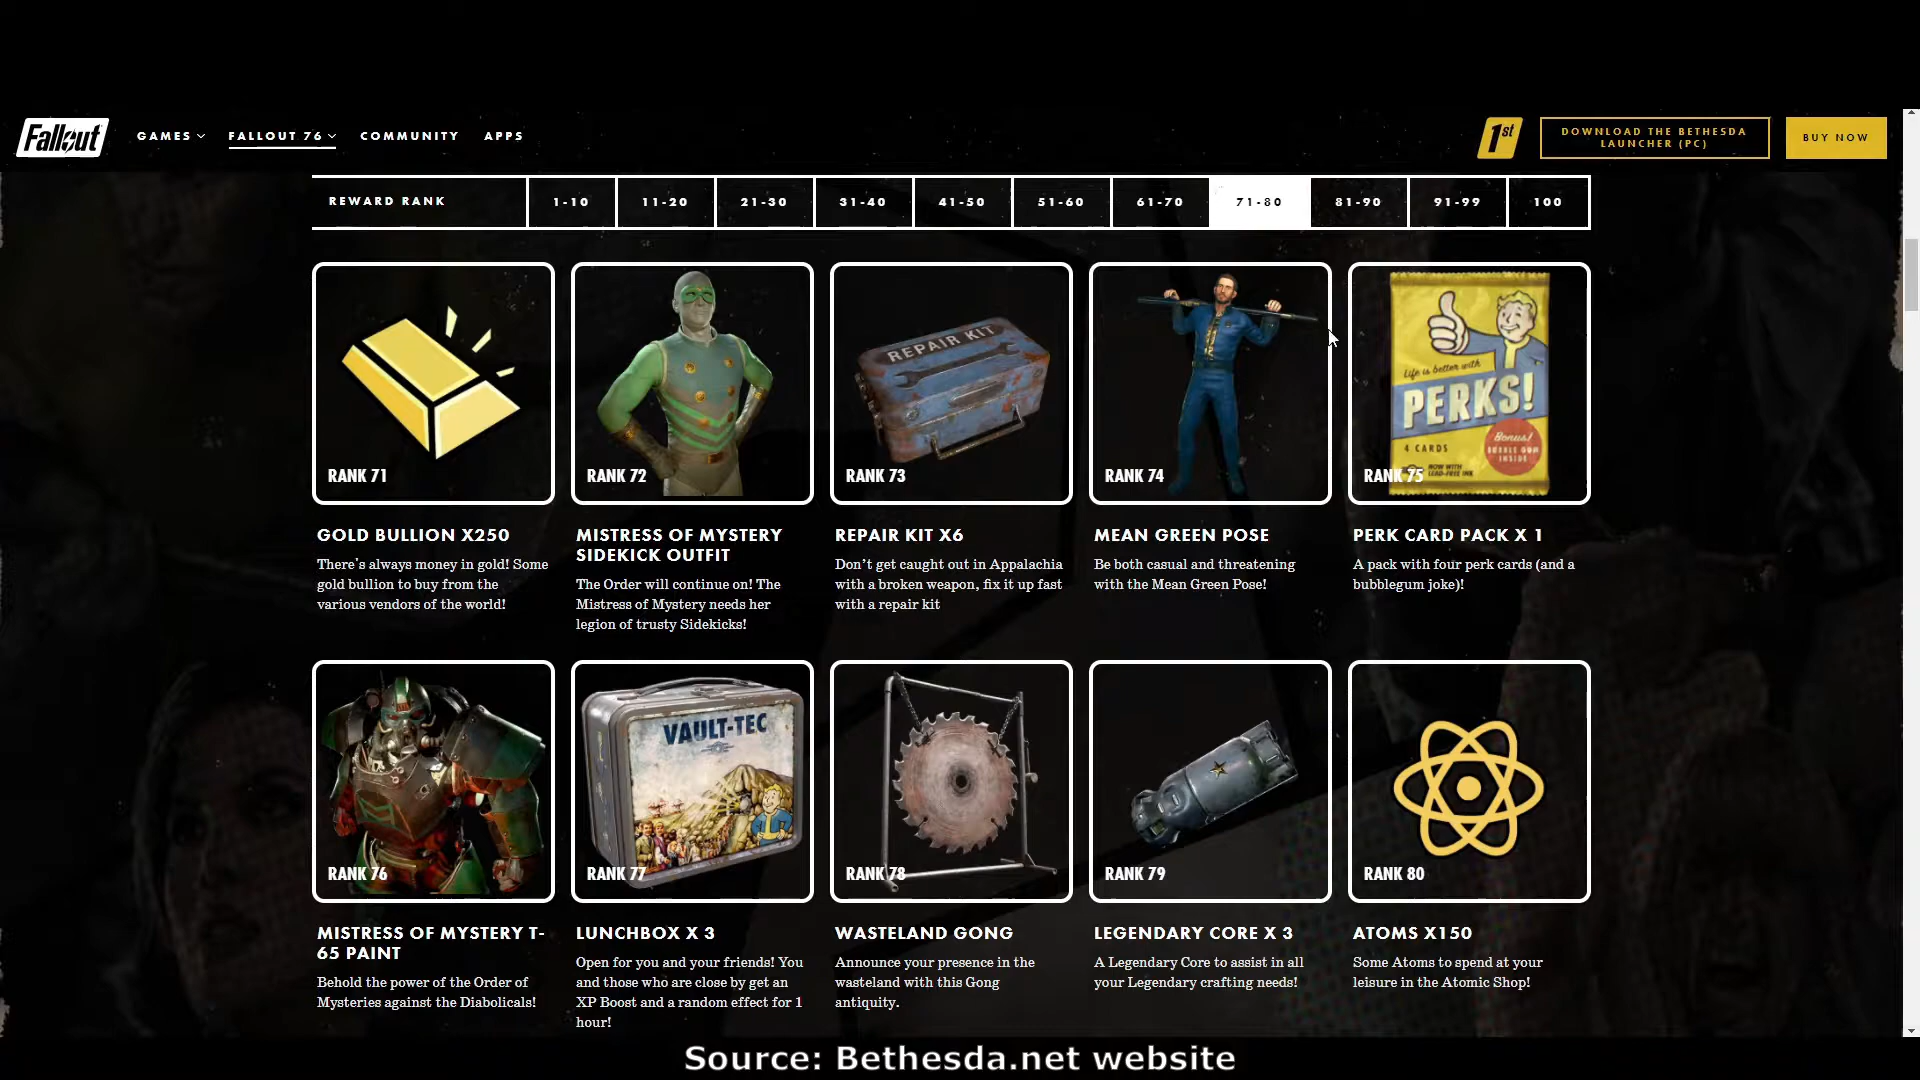 Fallout
GAMES
FALLOUT 76
COMMUNITY
APPS
1st
DOWNLOAD THE BETHESDA
LAUNCHER (PC)
BUY NOW
REWARD RANK
1-10
11-20
21-30
31-40
41-50
51-60
61-70
71-80
81-90
91-99
100
RANK 71
RANK 72
REPAIR KIT
RANK 73
RANK 74
Life is better with
PERKS!
4 CARDS
Bonus!
BUBBLE GUM
INSIDE
NOW WITH
LEAD-FREE INK
RANK 75
GOLD BULLION X250
There's always money in gold! Some
gold bullion to buy from the
various vendors of the world!
MISTRESS OF MYSTERY
SIDEKICK OUTFIT
The Order will continue on! The
Mistress of Mystery needs her
legion of trusty Sidekicks!
REPAIR KIT X6
Don't get caught out in Appalachia
with a broken weapon, fix it up fast
with a repair kit
MEAN GREEN POSE
Be both casual and threatening
with the Mean Green Pose!
PERK CARD PACK X 1
A pack with four perk cards (and a
bubblegum joke)!
RANK 76
VAULT-TEC
RANK 77
RANK 78
RANK 79
RANK 80
MISTRESS OF MYSTERY T-
65 PAINT
Behold the power of the Order of
Mysteries against the Diabolicals!
LUNCHBOX X 3
Open for you and your friends! You
and those who are close by get an
XP Boost and a random effect for 1
hour!
WASTELAND GONG
Announce your presence in the
wasteland with this Gong
antiquity.
LEGENDARY CORE X 3
A Legendary Core to assist in all
your Legendary crafting needs!
ATOMS X150
Some Atoms to spend at your
leisure in the Atomic Shop!
Source: Bethesda.net website